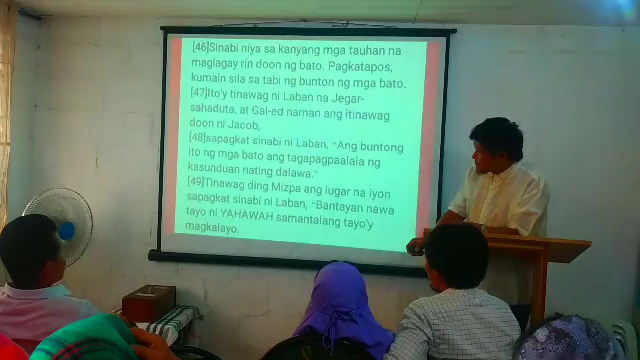 [46]Sinabi niya sa kanyang mga tauhan na
maglagay rin doon ng bato. Pagkatapos,
kumain sila sa tabi ng bunton ng mga bato.
[47]Ito'y tinawag ni Laban na Jegar-
sahaduta, at Gal-ed naman ang itinawag
doon ni Jacob,
[48]sapagkat sinabi ni Laban, “Ang buntong
ito ng mga bato ang tagapagpaalala ng
kasunduan nating dalawa.”
[49]Tinawag ding Mizpa ang lugar na iyon
sapagkat sinabi ni Laban, “Bantayan nawa
tayo ni YAHAWAH samantalang tayo'y
magkalayo.